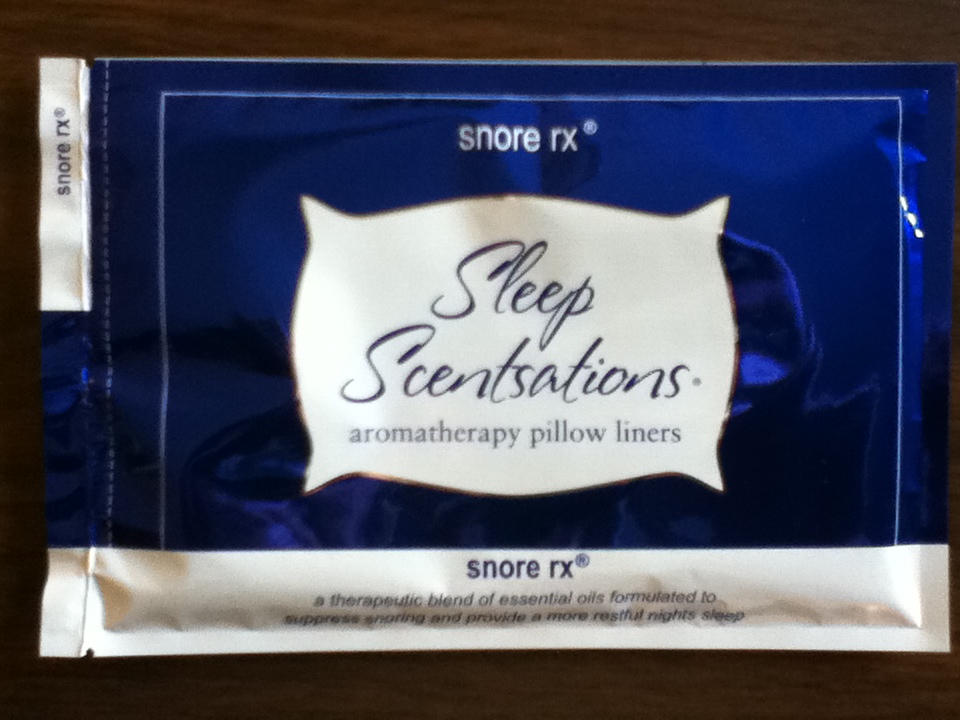 snore rx®
snore rx®
Sleep
Scentsations®
aromatherapy pillow liners
snore rx®
a therapeutic blend of essential oils formulated to
suppress snoring and provide a more restful nights sleep